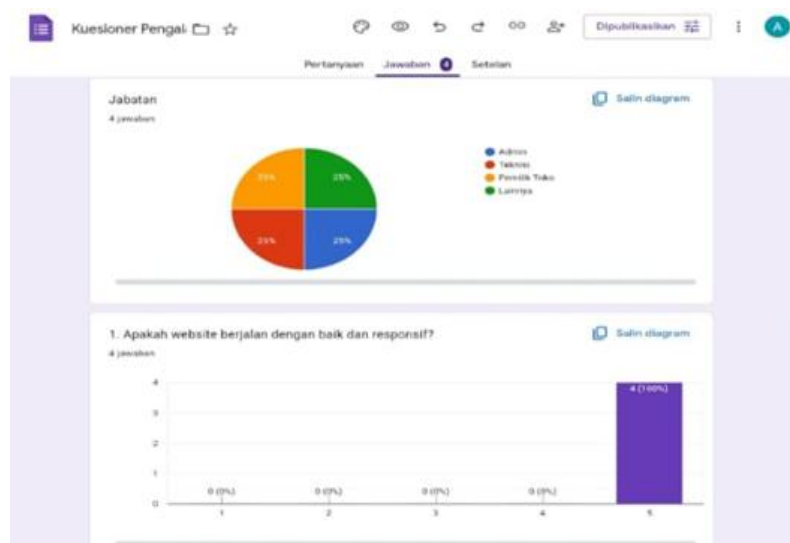 Kuesioner Pengal
Dipublikasikan
A
Pertanyaan Jawaban 4 Setelan
Jabatan
Salin diagram
4 jawaban
25% 25%
25% 25%
Admin
Teknisi
Pemilik Toko
Lainnya
1. Apakah website berjalan dengan baik dan responsif?
Salin diagram
4 jawaban
4
3
2
1
0
0 (0%) 0 (0%) 0 (0%) 0 (0%) 4 (100%)
1 2 3 4 5